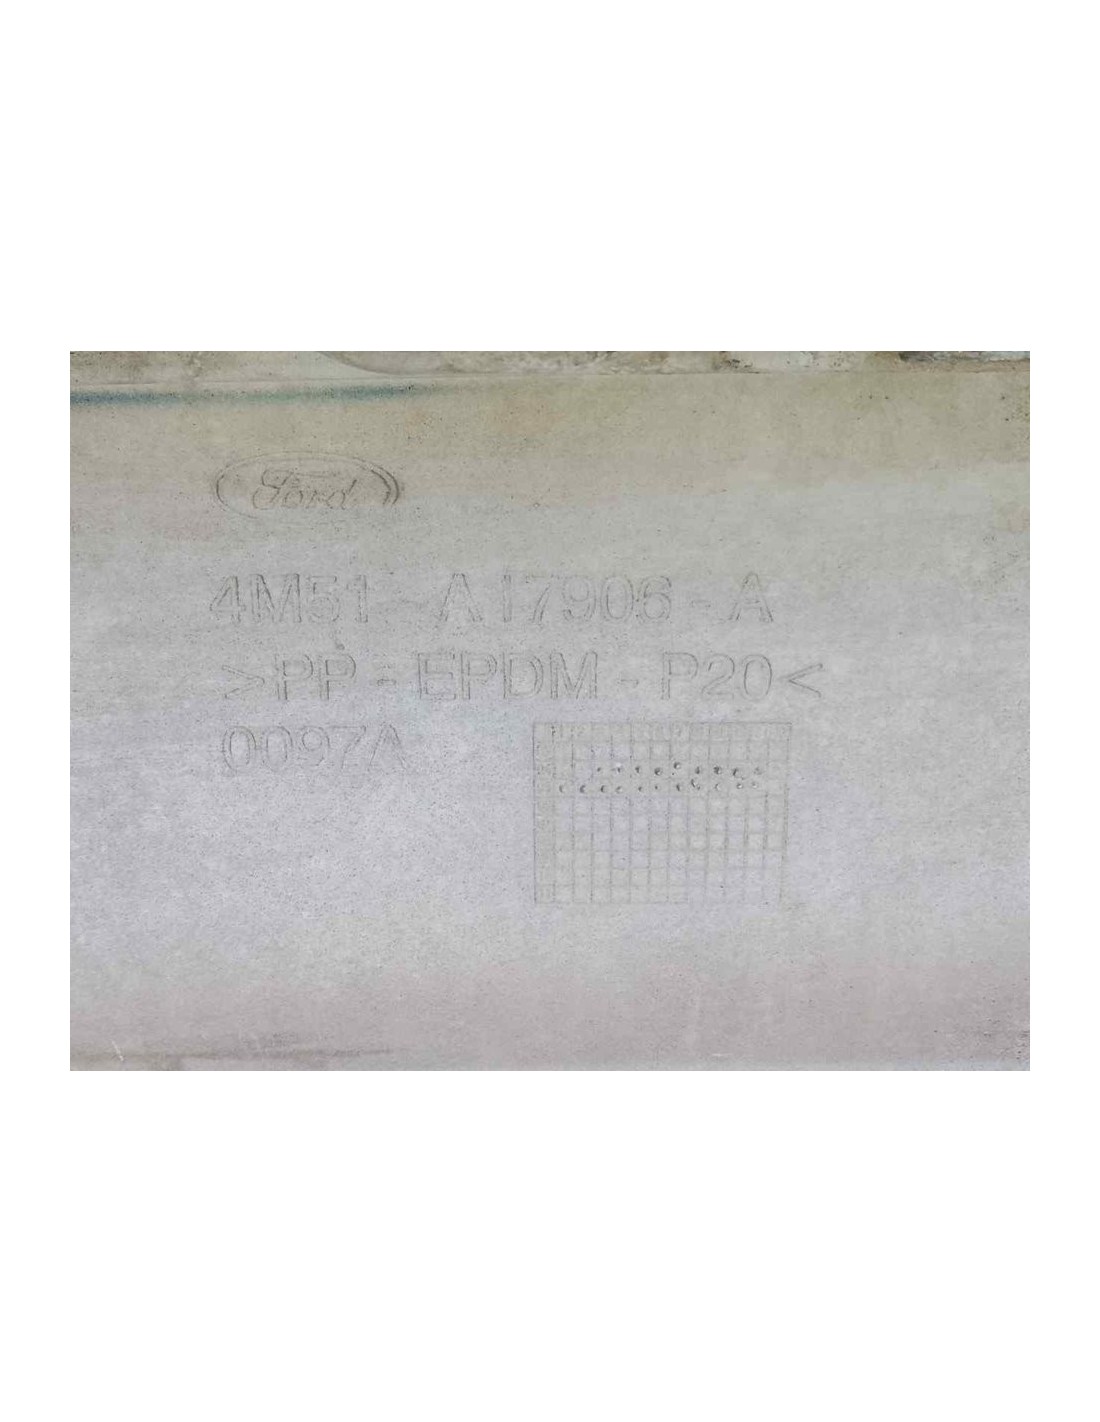 Ford
4M51 - A17906 - A
>PP - EPDM - P20<
0097A